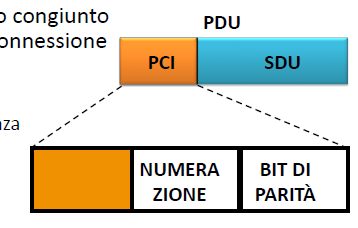 o congiunto
onnessione
PDU
PCI SDU
nza
NUMERA
ZIONE
BIT DI
PARITÀ